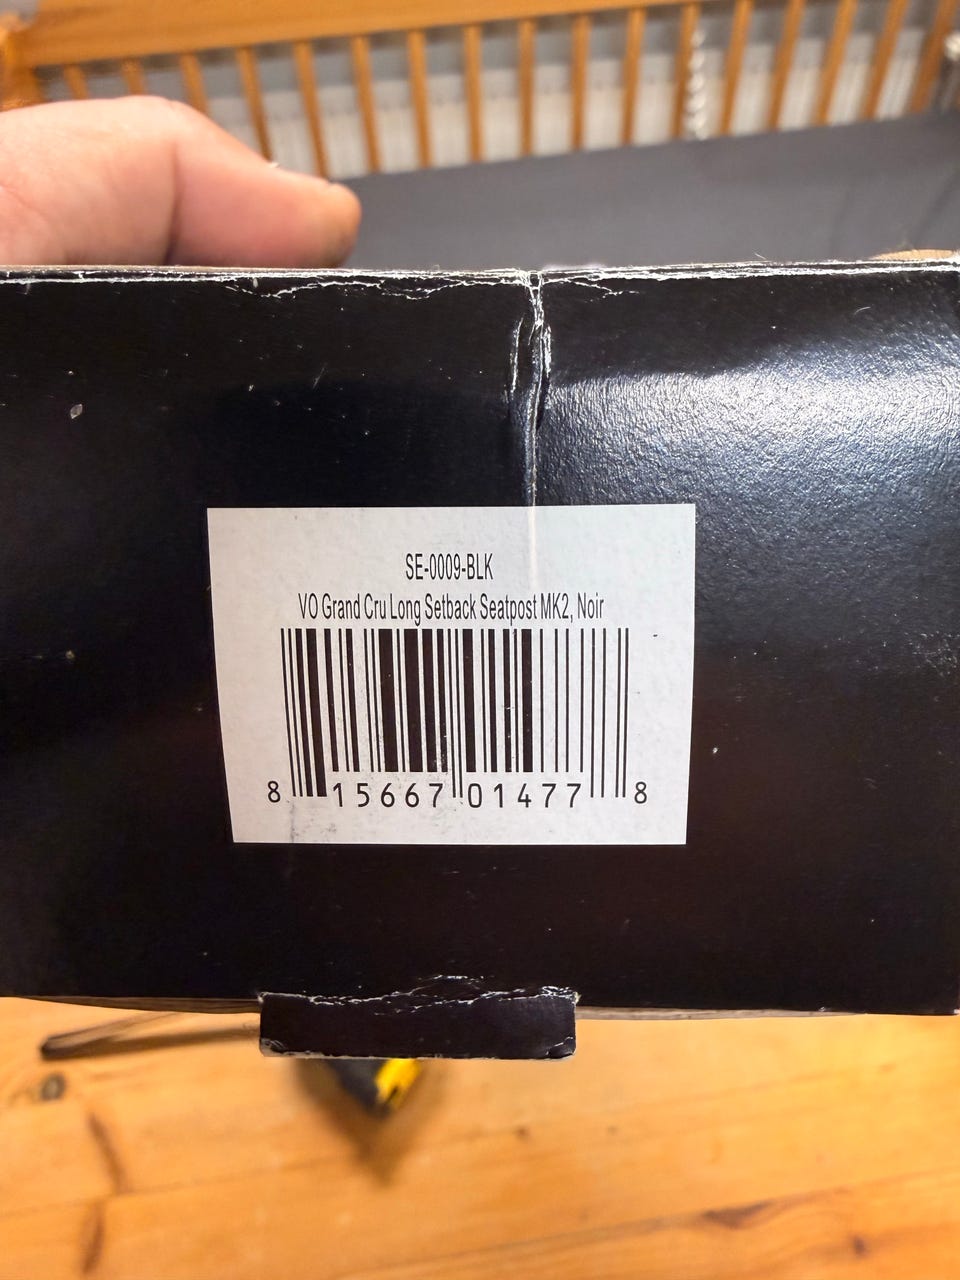 SE-0009-BLK
VO Grand Cru Long Setback Seatpost MK2, Noir
8 15667 01477 8